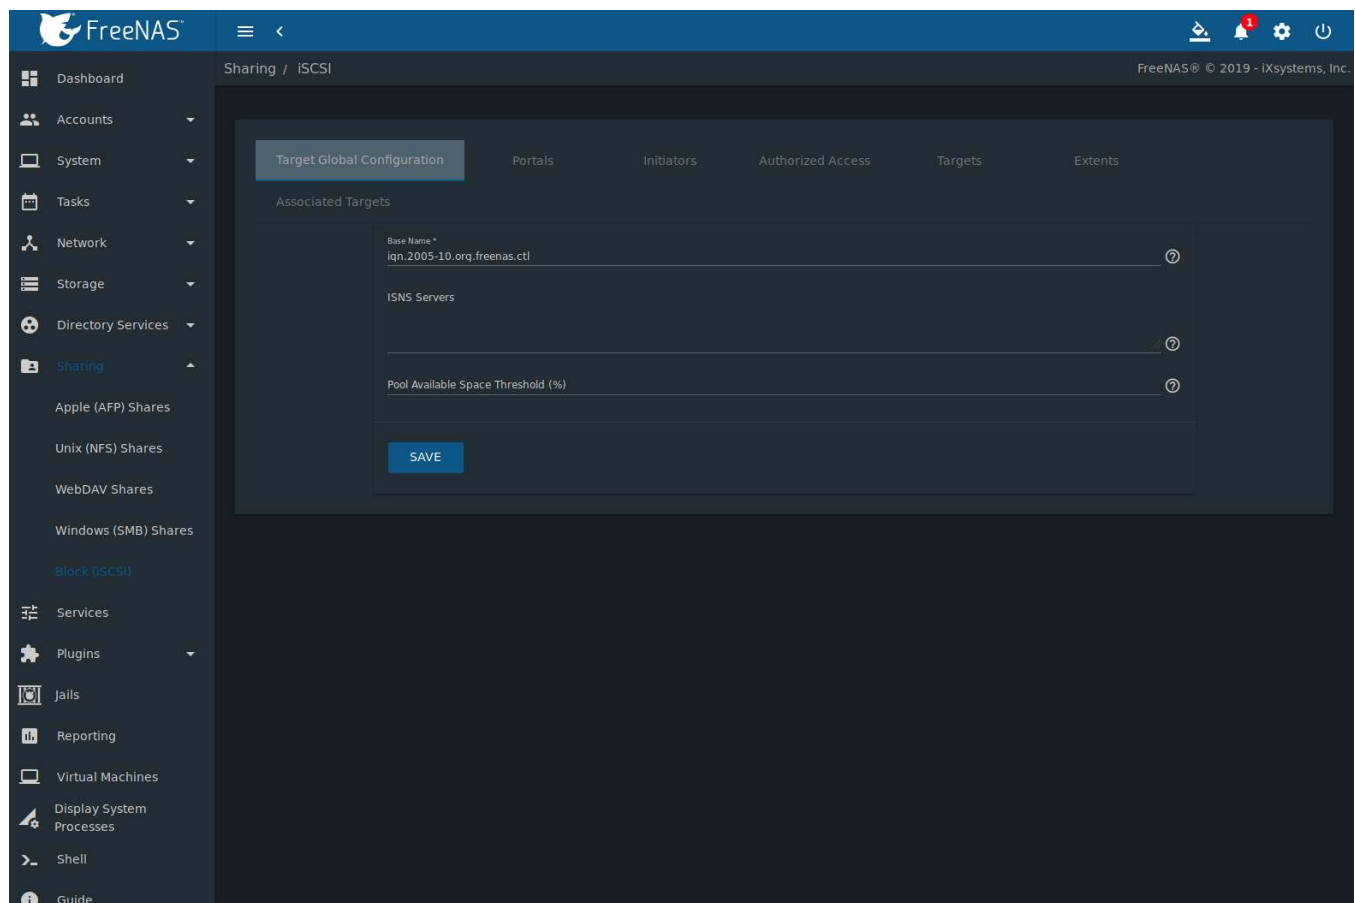 FreeNAS
1
Sharing / iSCSI
FreeNAS® © 2019 - iXsystems, Inc.
Dashboard
Accounts
System
Tasks
Network
Storage
Directory Services
Sharing
Apple (AFP) Shares
Unix (NFS) Shares
WebDAV Shares
Windows (SMB) Shares
Block (iSCSI)
Services
Plugins
Jails
Reporting
Virtual Machines
Display System
Processes
Shell
Guide
Target Global Configuration Portals Initiators Authorized Access Targets Extents
Associated Targets
Base Name *
iqn.2005-10.org.freenas.ctl
ISNS Servers
Pool Available Space Threshold (%)
SAVE